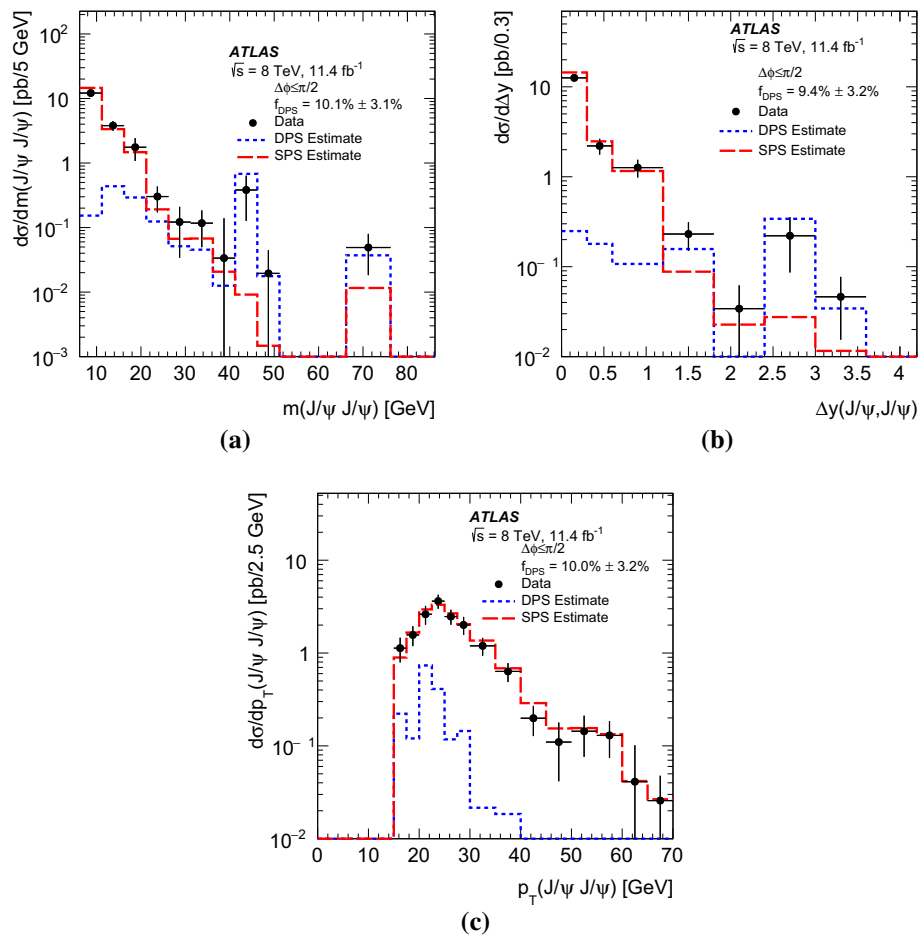 dσ/dm(J/ψ J/ψ) [pb/5 GeV]
10²
10
1
10⁻¹
10⁻²
10⁻³
ATLAS
√s = 8 TeV, 11.4 fb⁻¹
Δϕ≤π/2
f_DPS = 10.1% ± 3.1%
Data
DPS Estimate
SPS Estimate
10 20 30 40 50 60 70 80
m(J/ψ J/ψ) [GeV]
(a)
dσ/dΔy [pb/0.3]
10
1
10⁻¹
10⁻²
ATLAS
√s = 8 TeV, 11.4 fb⁻¹
Δϕ≤π/2
f_DPS = 9.4% ± 3.2%
Data
DPS Estimate
SPS Estimate
0 0.5 1 1.5 2 2.5 3 3.5 4
Δy(J/ψ,J/ψ)
(b)
dσ/dp_T(J/ψ J/ψ) [pb/2.5 GeV]
10
1
10⁻¹
10⁻²
ATLAS
√s = 8 TeV, 11.4 fb⁻¹
Δϕ≤π/2
f_DPS = 10.0% ± 3.2%
Data
DPS Estimate
SPS Estimate
0 10 20 30 40 50 60 70
p_T(J/ψ J/ψ) [GeV]
(c)